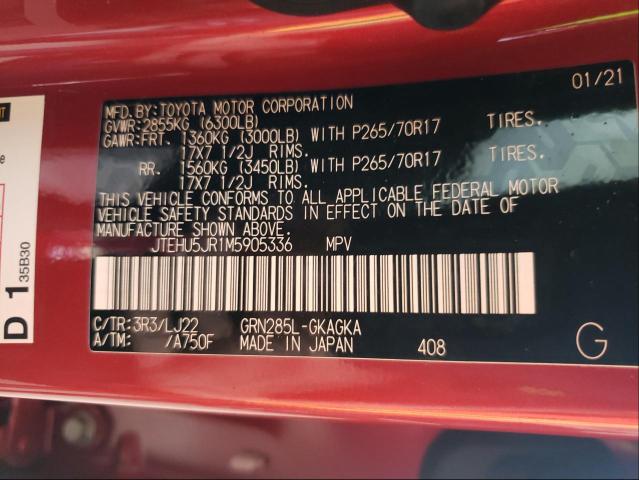 MFD.BY:TOYOTA MOTOR CORPORATION 01/21
GVWR:2855KG (6300LB)
GAWR:FRT. 1360KG (3000LB) WITH P265/70R17 TIRES.
17X7 1/2J RIMS.
RR. 1560KG (3450LB) WITH P265/70R17 TIRES.
17X7 1/2J RIMS.
THIS VEHICLE CONFORMS TO ALL APPLICABLE FEDERAL MOTOR
VEHICLE SAFETY STANDARDS IN EFFECT ON THE DATE OF
MANUFACTURE SHOWN ABOVE.
JTEHU5JR1M5905336 MPV
C/TR:3R3/LJ22 GRN285L-GKAGKA
A/TM: /A750F MADE IN JAPAN 408 G
D 1 35B30